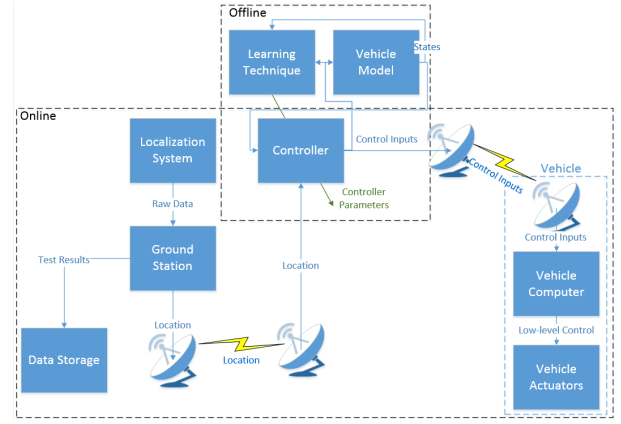 Offline
Learning
Technique
Vehicle
Model
States
Online
Localization
System
Controller
Control Inputs
Control Inputs
Vehicle
Raw Data
Controller
Parameters
Ground
Station
Test Results
Location
Control Inputs
Vehicle
Computer
Location
Location
Low-level Control
Data Storage
Vehicle
Actuators